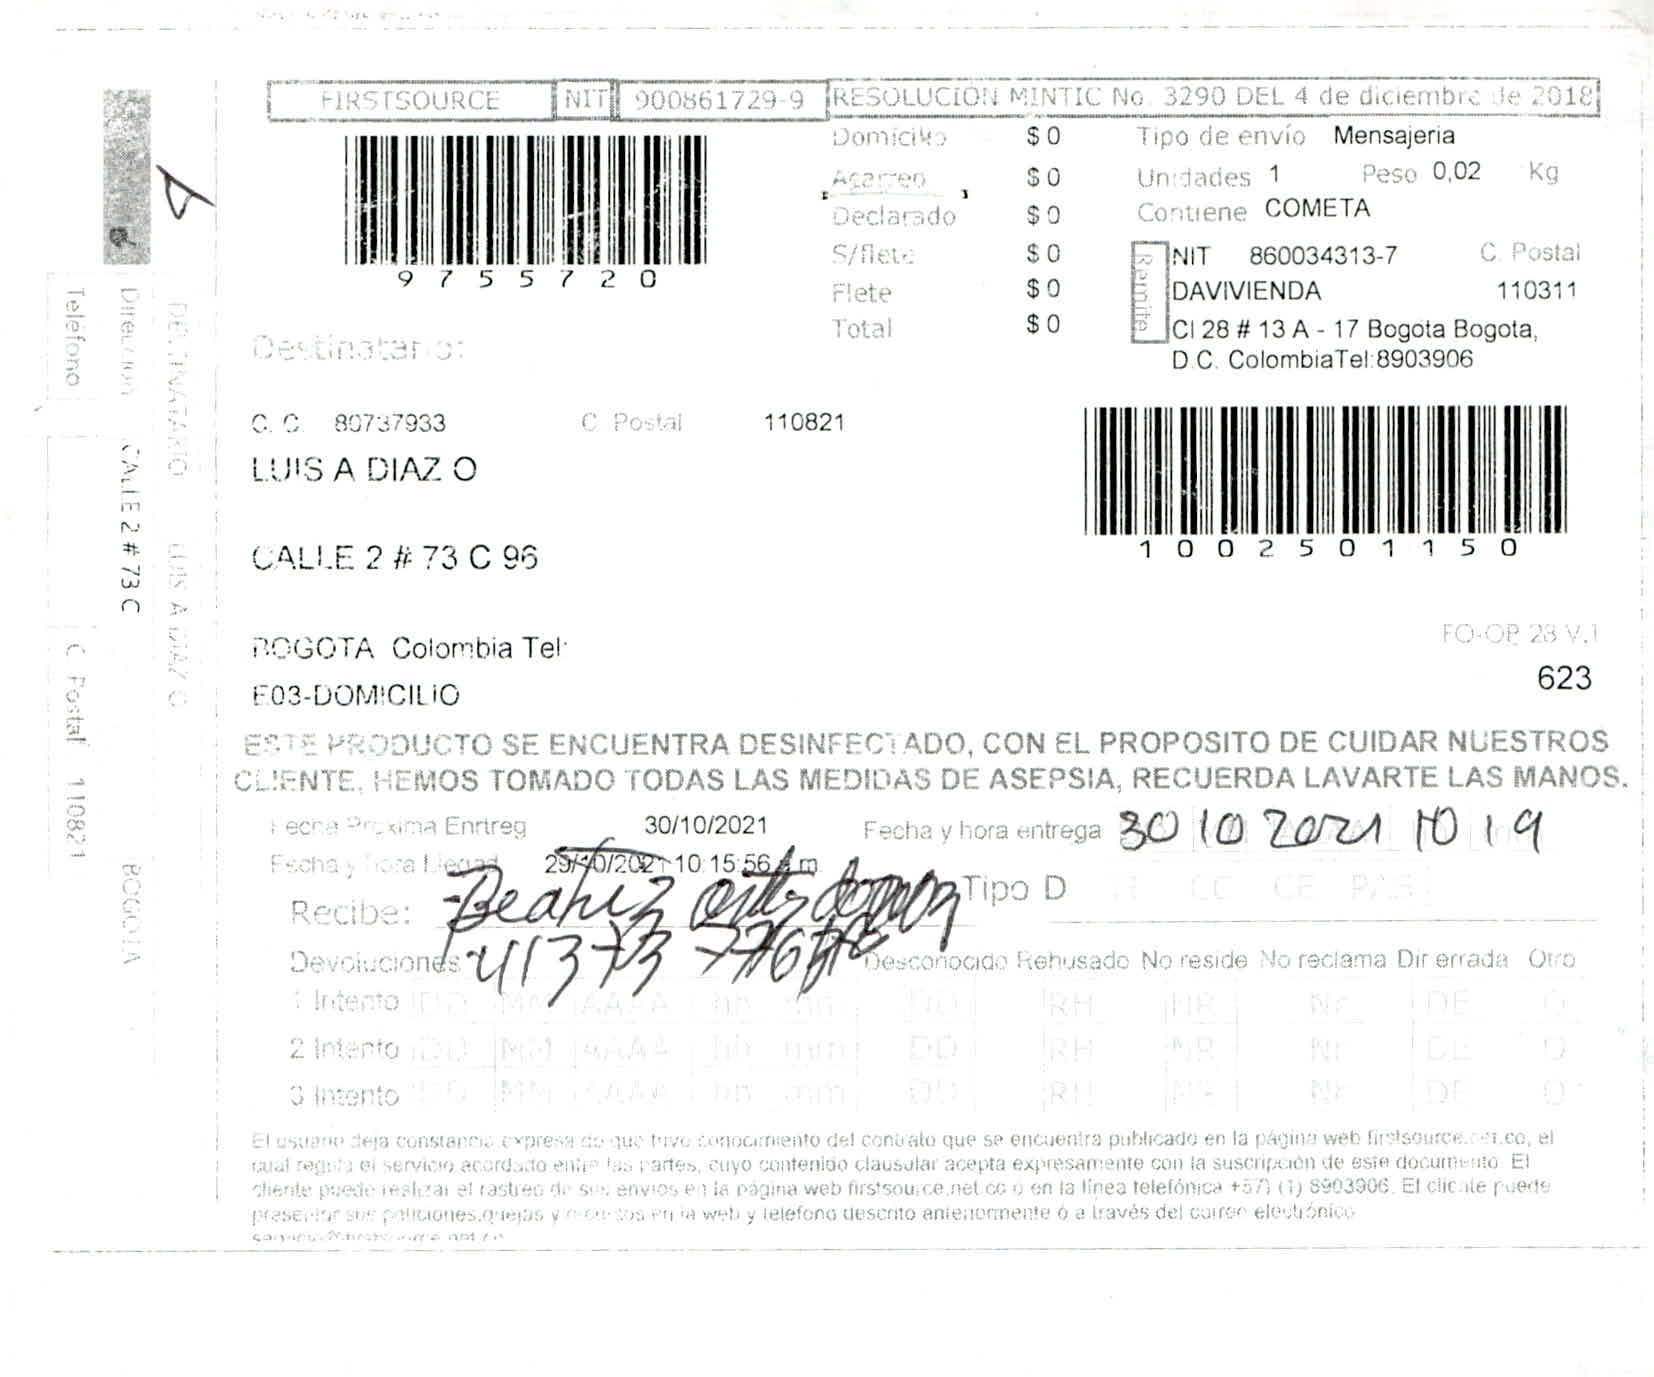 FIRSTSOURCE NIT 900861729-9 RESOLUCION MINTIC No. 3290 DEL 4 de diciembre de 2018
9755720
Domicilio $ 0
Acarreo $ 0
Declarado $ 0
S/flete $ 0
Flete $ 0
Total $ 0
Tipo de envío Mensajeria
Unidades 1 Peso 0,02 Kg
Contiene COMETA
Remite
NIT 860034313-7 C. Postal
DAVIVIENDA 110311
Cl 28 # 13 A - 17 Bogota Bogota,
D.C. ColombiaTel:8903906
Destinatario:
C. C. 80737933 C Postal 110821
LUIS A DIAZ O
1002501150
CALLE 2 # 73 C 96
BOGOTA Colombia Tel:
E03-DOMICILIO
FO-OP 28 V.1
623
ESTE PRODUCTO SE ENCUENTRA DESINFECTADO, CON EL PROPOSITO DE CUIDAR NUESTROS
CLIENTE, HEMOS TOMADO TODAS LAS MEDIDAS DE ASEPSIA, RECUERDA LAVARTE LAS MANOS.
Fecha Proxima Enrtreg 30/10/2021 Fecha y hora entrega 30 10 2021 10 19
Fecha y hora Llegad 29/10/2021 10:15:56 a.m.
Recibe: Beatriz Tipo D CC CE
41373776
Devoluciones Desconocido Rehusado No reside No reclama Dir errada Otro
1 Intento DD MM AAAA hh mm DD RH NR Nr DE O
2 Intento DD MM AAAA hh mm DD RH NR Nr DE O
3 Intento DD MM AAAA hh mm DD RH NR Nr DE O
El usuario deja constancia expresa de que tuvo conocimiento del contrato que se encuentra publicado en la página web firstsource.net.co, el
cual regula el servicio acordado entre las partes, cuyo contenido clausular acepta expresamente con la suscripción de este documento. El
cliente puede realizar el rastreo de sus envios en la página web firstsource.net.co o en la línea telefónica +57) (1) 8903906. El cliente puede
presentar sus peticiones,quejas y recursos en la web y telefono descrito anteriormente ó a través del correo electrónico
DESTINATARIO LUIS A DIAZ O
Direccion CALLE 2 # 73 C BOGOTA
Teléfono C Postal 110821